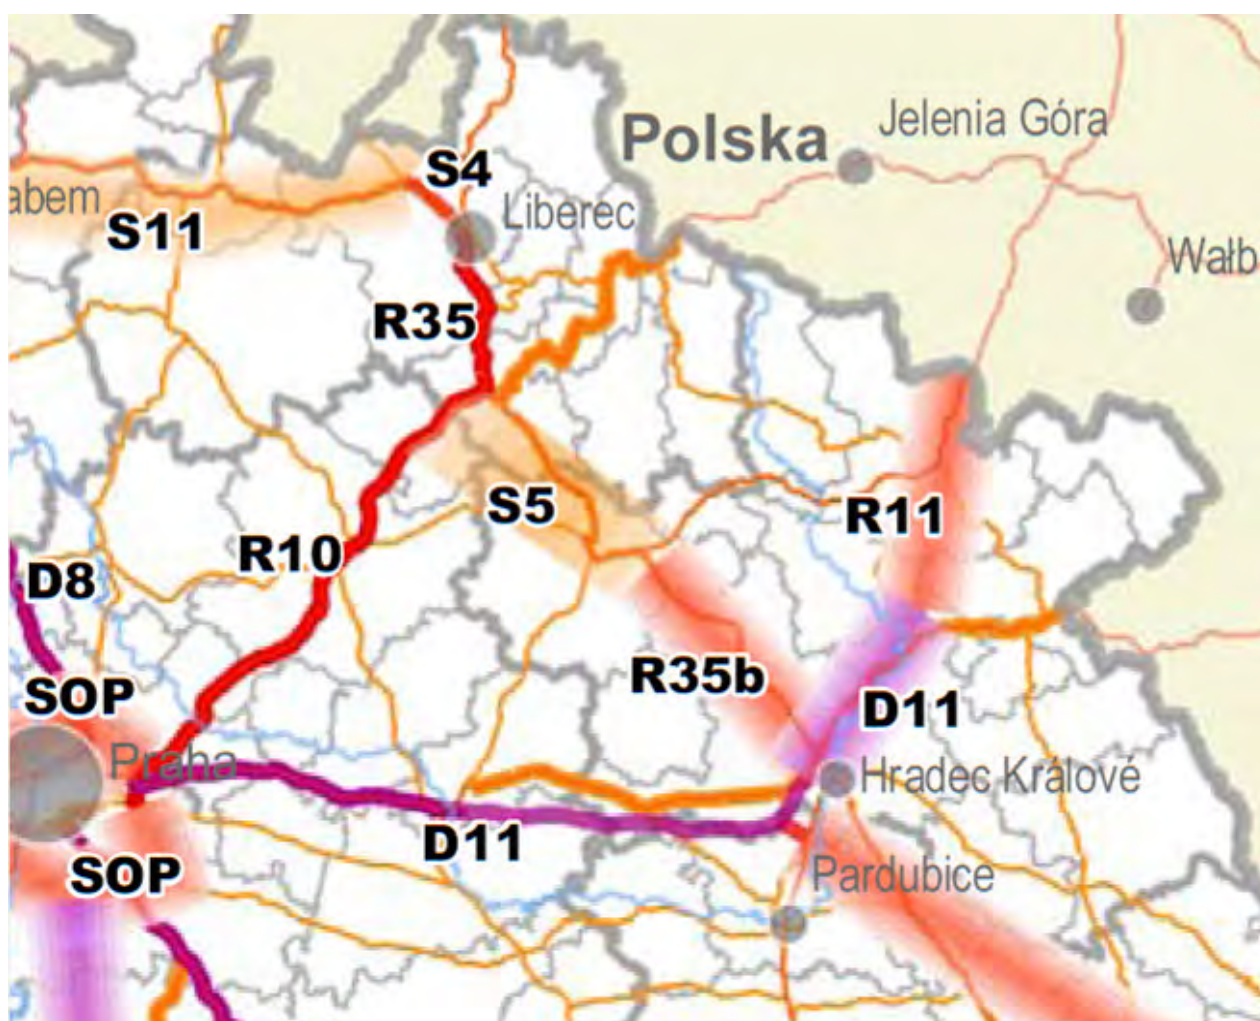 Jelenia Góra
Polska
S4
abem
Liberec
S11
Wałb
R35
S5
R11
R10
D8
R35b
SOP
D11
Praha
Hradec Králové
D11
SOP
Pardubice